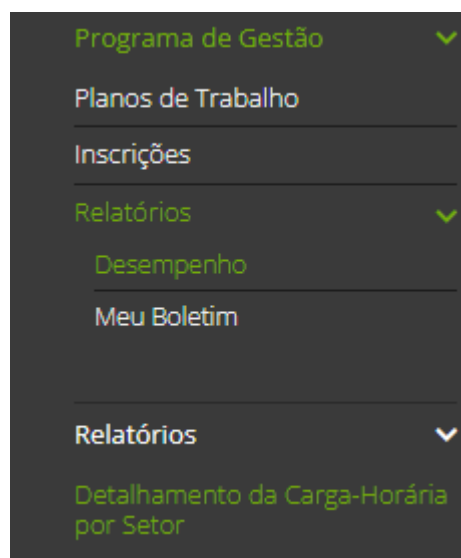 Programa de Gestão
Planos de Trabalho
Inscrições
Relatórios
Desempenho
Meu Boletim
Relatórios
Detalhamento da Carga-Horária
por Setor